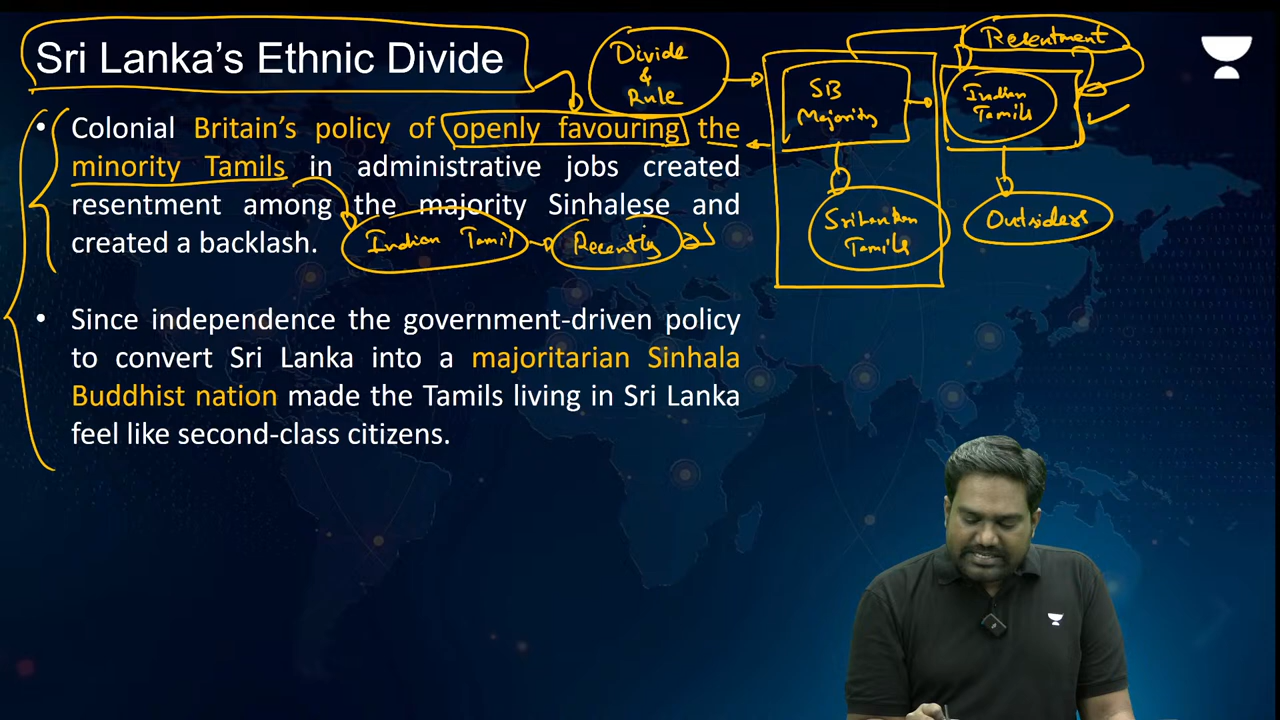 Sri Lanka's Ethnic Divide
• Colonial Britain's policy of openly favouring the
minority Tamils in administrative jobs created
resentment among the majority Sinhalese and
created a backlash.
• Since independence the government-driven policy
to convert Sri Lanka into a majoritarian Sinhala
Buddhist nation made the Tamils living in Sri Lanka
feel like second-class citizens.
Divide
&
Rule
SB
Majority
Resentment
Indian
Tamils
Sri Lankan
Tamils
Outsiders
Indian Tamil
Recently